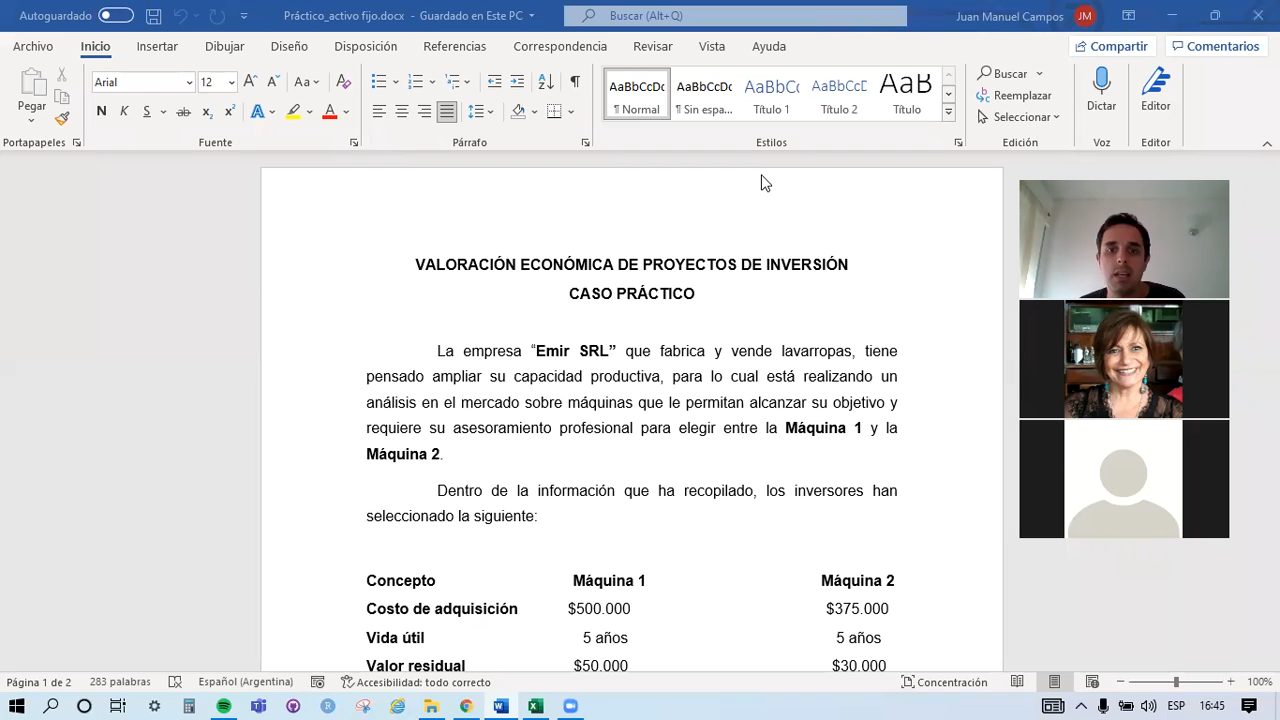 Autoguardado
Práctico_activo fijo.docx - Guardado en Este PC
Buscar (Alt+Q)
Juan Manuel Campos
JM
Archivo Inicio Insertar Dibujar Diseño Disposición Referencias Correspondencia Revisar Vista Ayuda
Compartir Comentarios
Pegar
Arial 12
N K S ab x₂ x²
AaBbCcDc AaBbCcDc AaBbCc AaBbCcD AaB
¶ Normal ¶ Sin espa... Título 1 Título 2 Título
Buscar
Reemplazar
Seleccionar
Dictar
Editor
Portapapeles Fuente Párrafo Estilos Edición Voz Editor
VALORACIÓN ECONÓMICA DE PROYECTOS DE INVERSIÓN
CASO PRÁCTICO
La empresa “Emir SRL” que fabrica y vende lavarropas, tiene
pensado ampliar su capacidad productiva, para lo cual está realizando un
análisis en el mercado sobre máquinas que le permitan alcanzar su objetivo y
requiere su asesoramiento profesional para elegir entre la Máquina 1 y la
Máquina 2.
Dentro de la información que ha recopilado, los inversores han
seleccionado la siguiente:
Concepto Máquina 1 Máquina 2
Costo de adquisición $500.000 $375.000
Vida útil 5 años 5 años
Valor residual $50.000 $30.000
Página 1 de 2 283 palabras Español (Argentina) Accesibilidad: todo correcto Concentración 100%
ESP 16:45